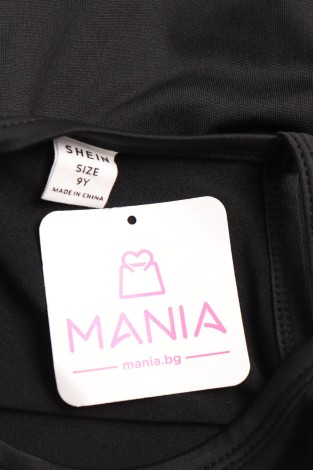 SHEIN
SIZE
9Y
MADE IN CHINA
MANIA
mania.bg